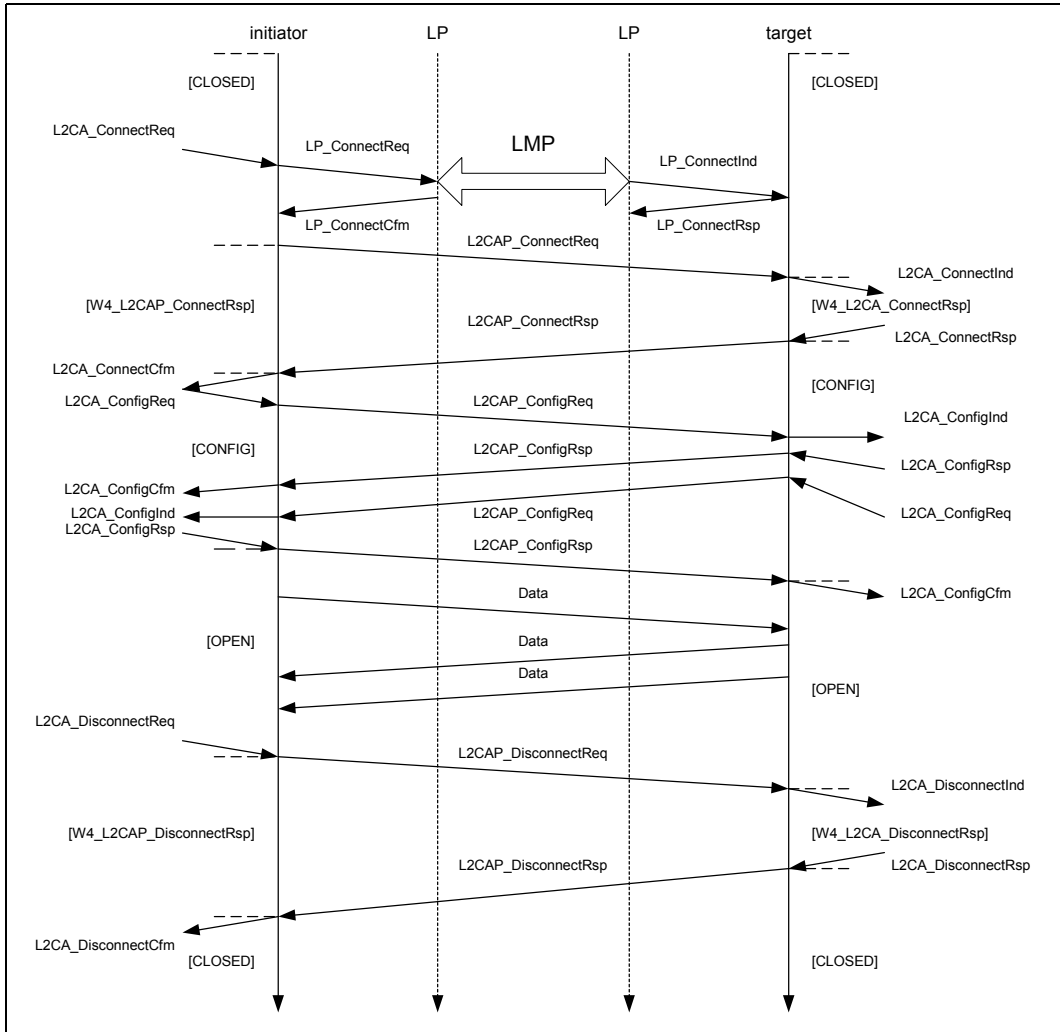 initiator LP LP target
[CLOSED] [CLOSED]
L2CA_ConnectReq
LP_ConnectReq LMP LP_ConnectInd
LP_ConnectCfm LP_ConnectRsp
L2CAP_ConnectReq
L2CA_ConnectInd
[W4_L2CAP_ConnectRsp] [W4_L2CA_ConnectRsp]
L2CAP_ConnectRsp
L2CA_ConnectRsp
L2CA_ConnectCfm
[CONFIG]
L2CA_ConfigReq L2CAP_ConfigReq
L2CA_ConfigInd
[CONFIG] L2CAP_ConfigRsp
L2CA_ConfigRsp
L2CA_ConfigCfm
L2CA_ConfigInd L2CAP_ConfigReq L2CA_ConfigReq
L2CA_ConfigRsp
L2CAP_ConfigRsp
Data L2CA_ConfigCfm
[OPEN] Data
Data
[OPEN]
L2CA_DisconnectReq
L2CAP_DisconnectReq
L2CA_DisconnectInd
[W4_L2CAP_DisconnectRsp] [W4_L2CA_DisconnectRsp]
L2CAP_DisconnectRsp L2CA_DisconnectRsp
L2CA_DisconnectCfm
[CLOSED] [CLOSED]